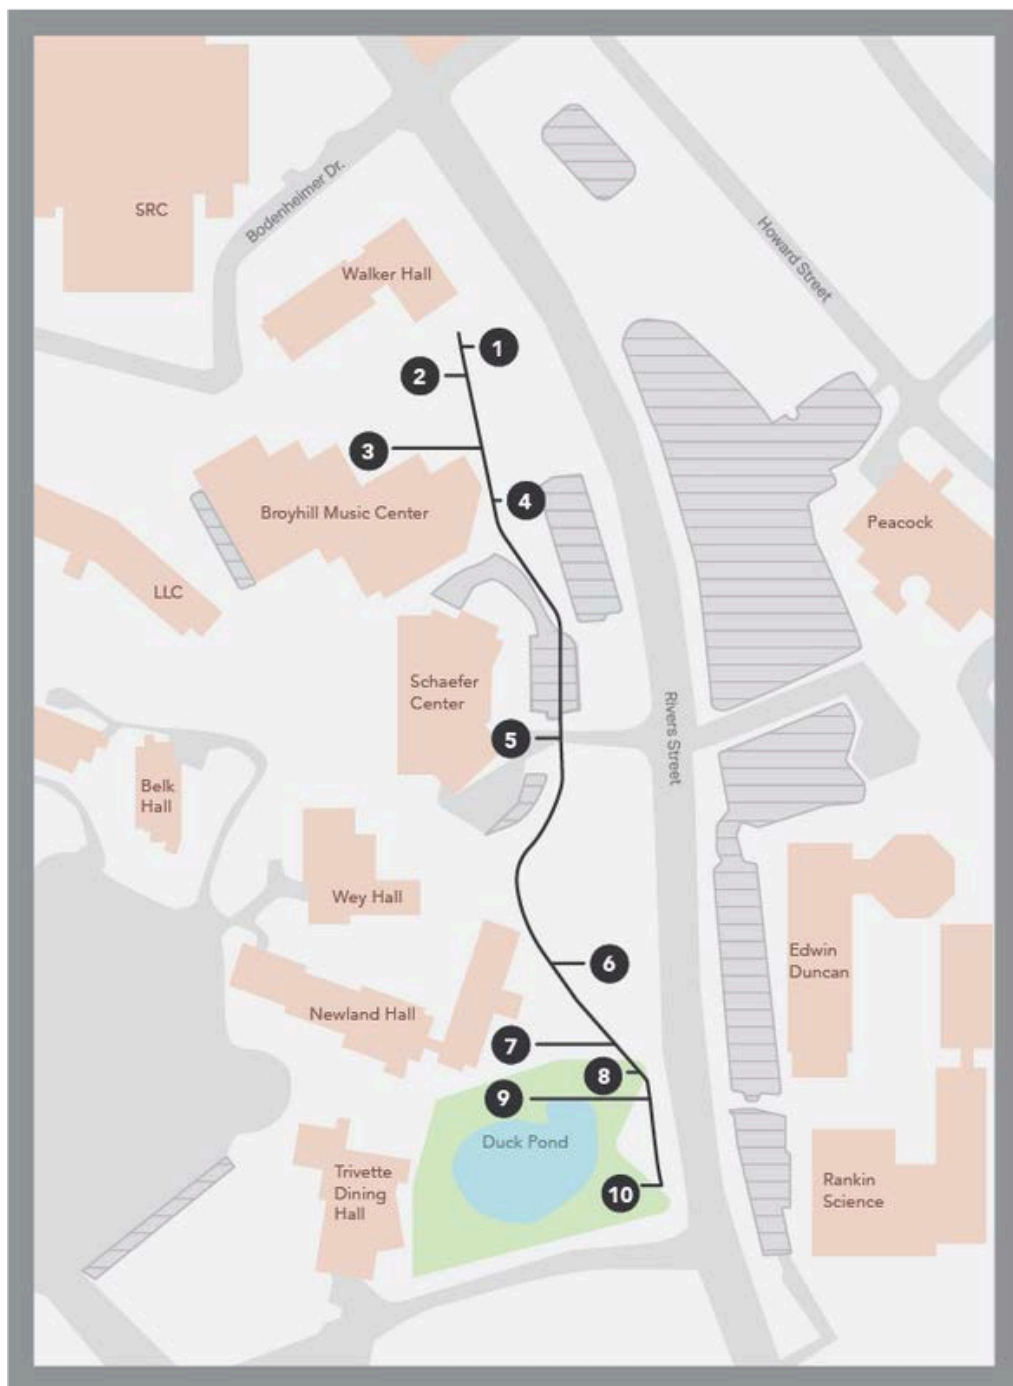 SRC
Bodenheimer Dr.
Howard Street
Walker Hall
1
2
3
4
Broyhill Music Center
Peacock
LLC
Schaefer
Center
Rivers Street
5
Belk
Hall
Wey Hall
6
Edwin
Duncan
Newland Hall
7
8
9
Duck Pond
Trivette
Dining
Hall
10
Rankin
Science